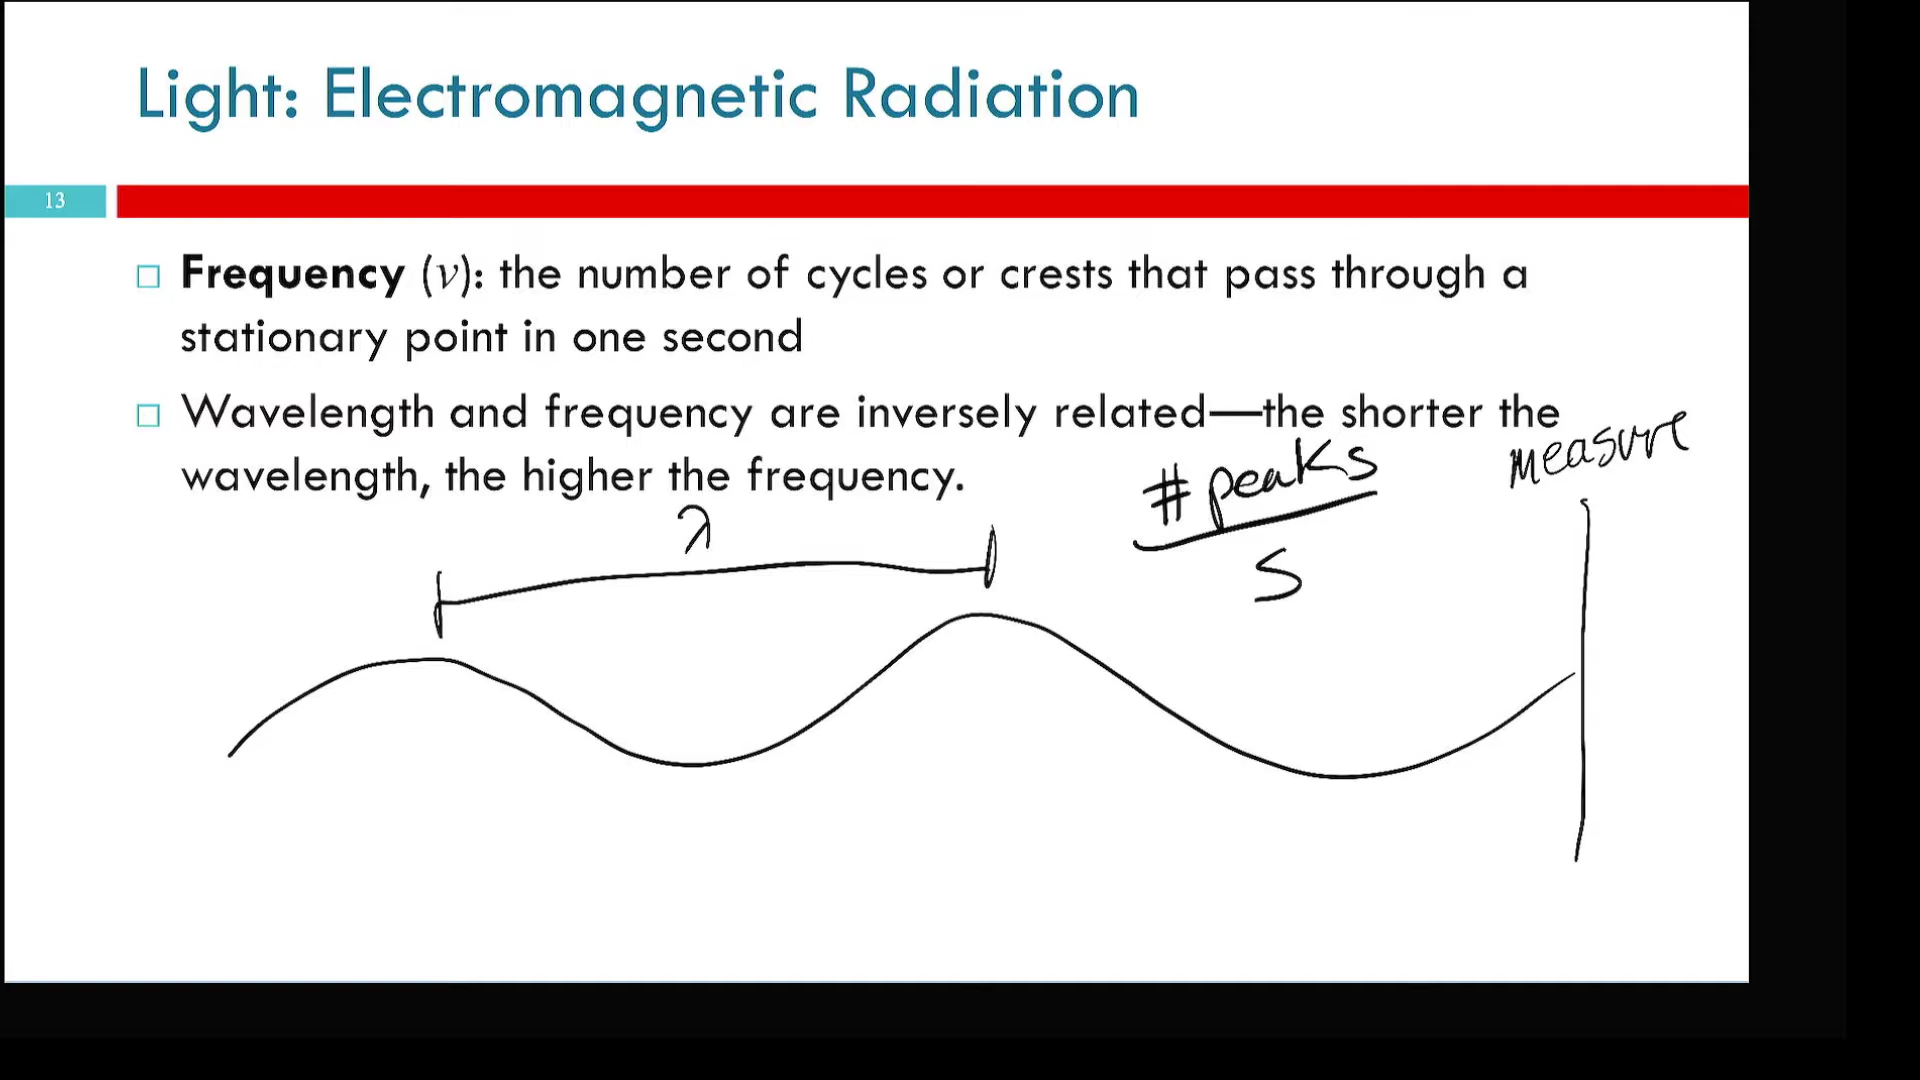 Light: Electromagnetic Radiation
13
Frequency (ν): the number of cycles or crests that pass through a
stationary point in one second
Wavelength and frequency are inversely related—the shorter the
wavelength, the higher the frequency.
measure
# peaks
s
λ